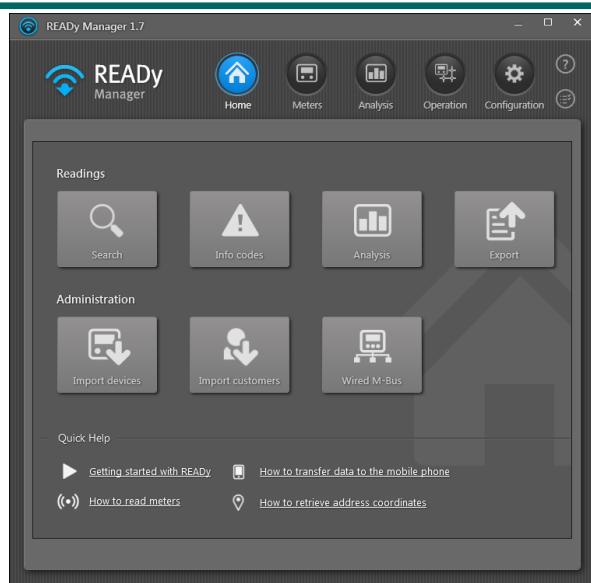 READy Manager 1.7
READy
Manager
Home Meters Analysis Operation Configuration
?
Readings
Search Info codes Analysis Export
Administration
Import devices Import customers Wired M-Bus
Quick Help
Getting started with READy How to transfer data to the mobile phone
How to read meters How to retrieve address coordinates